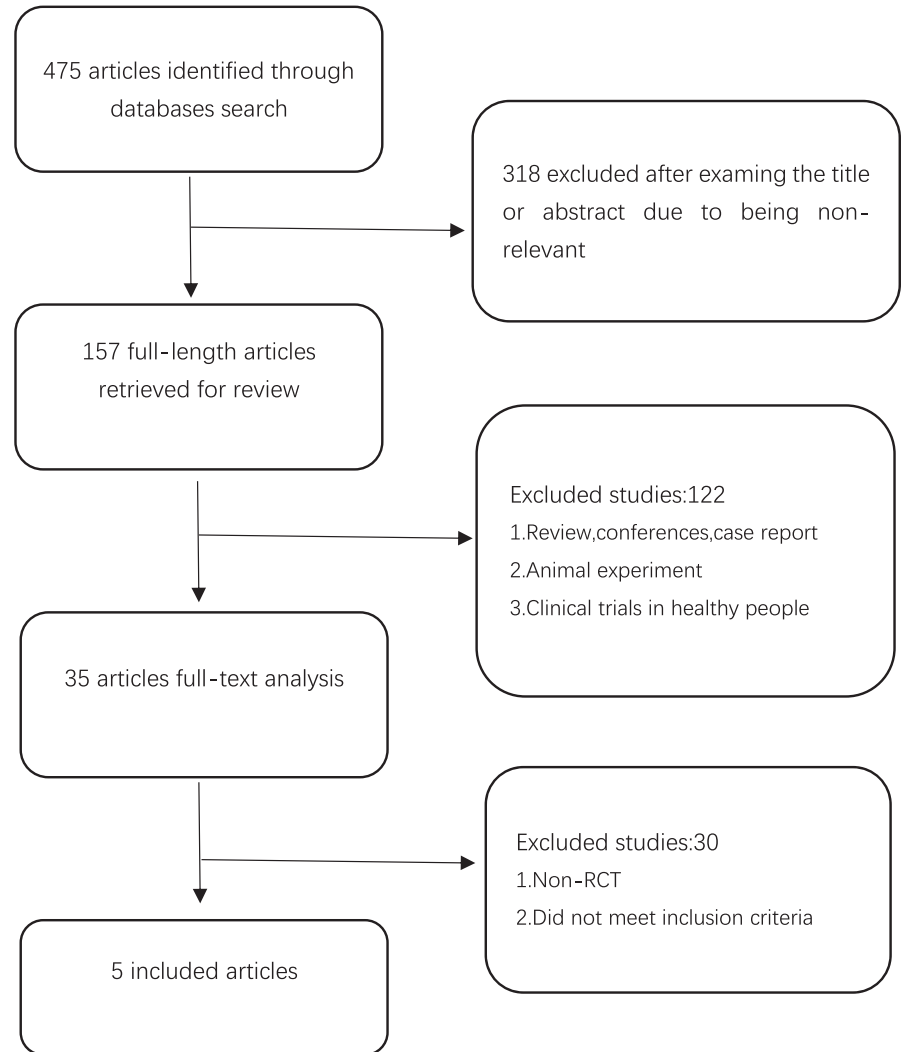 475 articles identified through
databases search
318 excluded after examing the title
or abstract due to being non-
relevant
157 full-length articles
retrieved for review
Excluded studies:122
1.Review,conferences,case report
2.Animal experiment
3.Clinical trials in healthy people
35 articles full-text analysis
Excluded studies:30
1.Non-RCT
2.Did not meet inclusion criteria
5 included articles